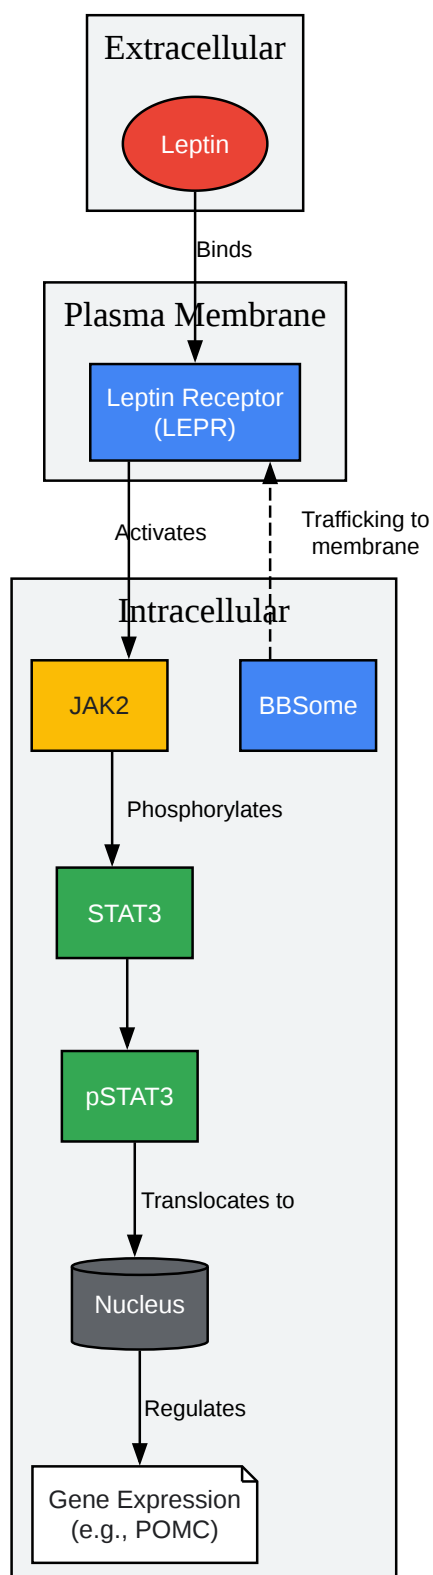 Extracellular
Leptin
Binds
Plasma Membrane
Leptin Receptor
(LEPR)
Activates
Trafficking to
membrane
Intracellular
JAK2
BBSome
Phosphorylates
STAT3
pSTAT3
Translocates to
Nucleus
Regulates
Gene Expression
(e.g., POMC)